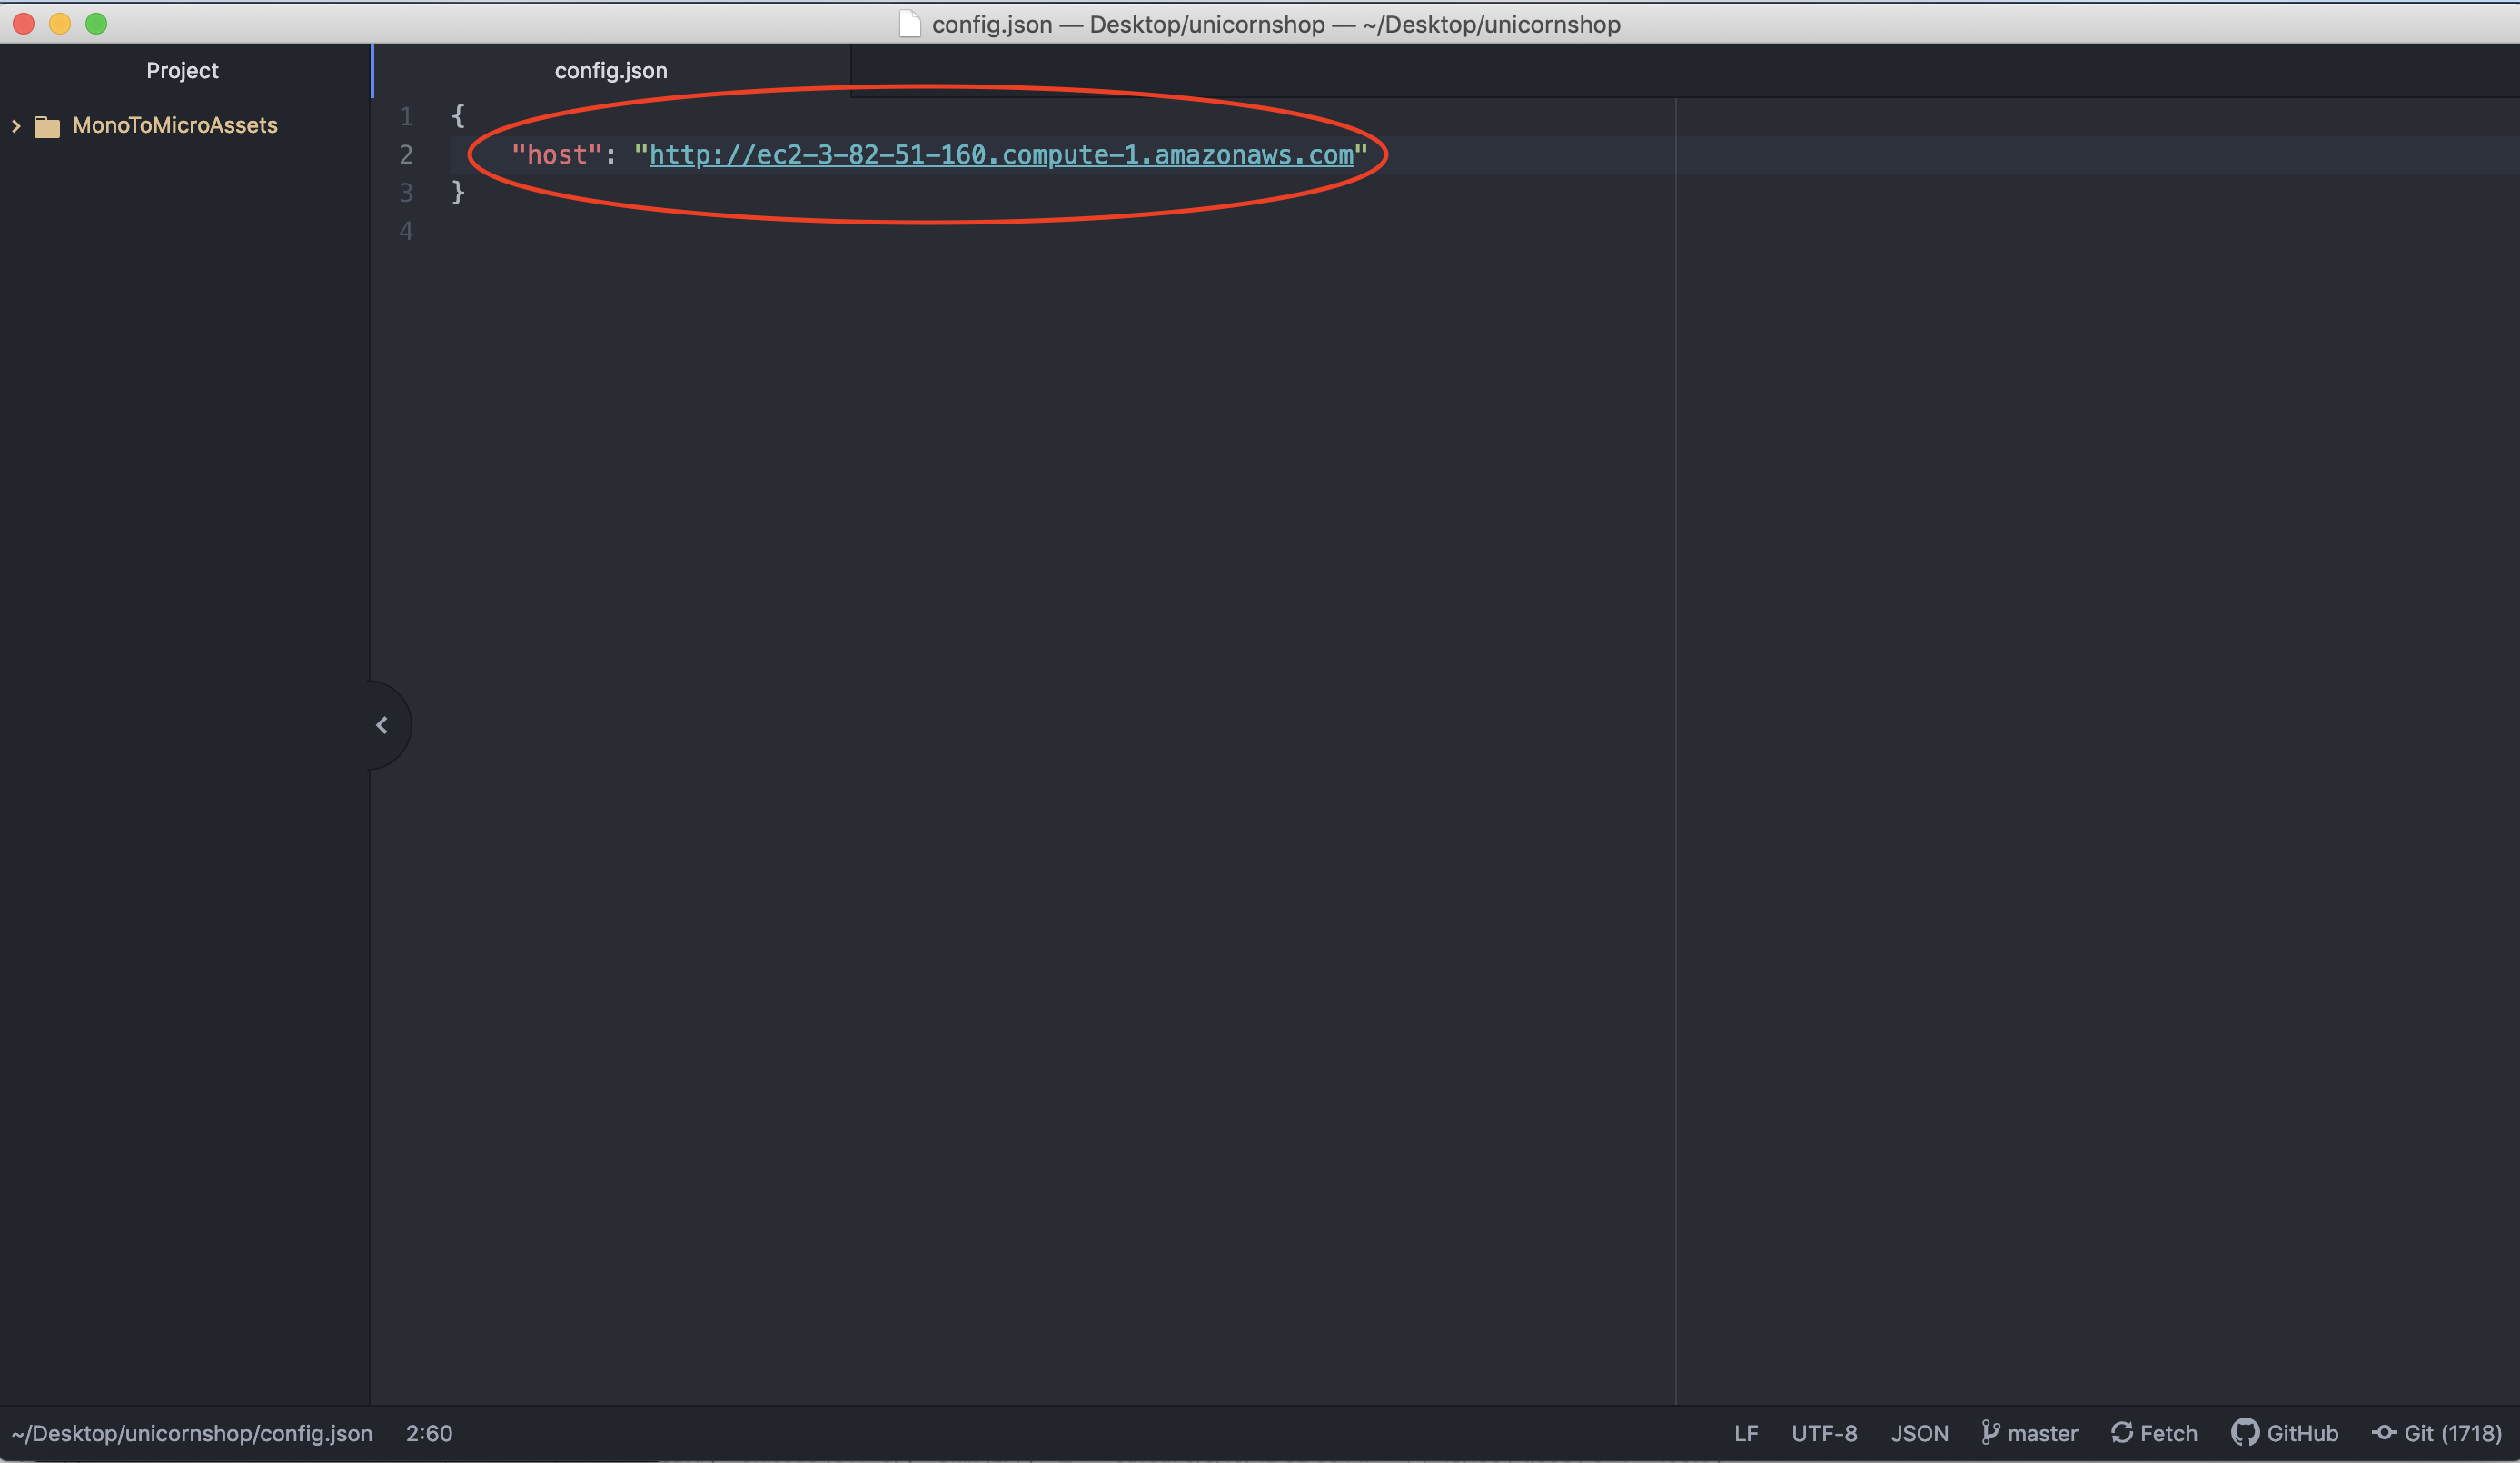 config.json — Desktop/unicornshop — ~/Desktop/unicornshop
Project
config.json
MonoToMicroAssets
1 {
2 "host": "http://ec2-3-82-51-160.compute-1.amazonaws.com"
3 }
4
~/Desktop/unicornshop/config.json 2:60 LF UTF-8 JSON master Fetch GitHub Git (1718)